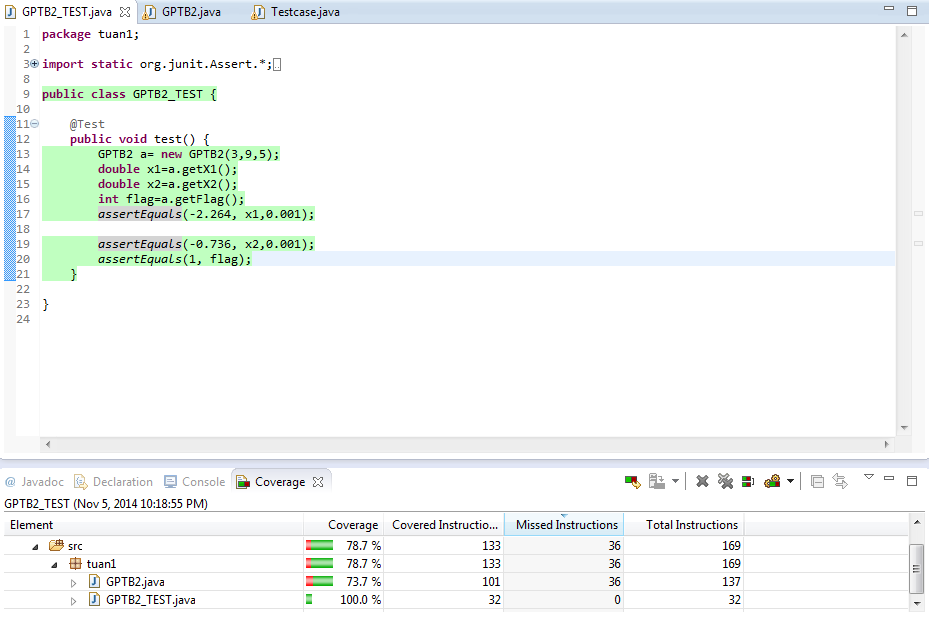 GPTB2_TEST.java GPTB2.java Testcase.java
1 package tuan1;
2
3 import static org.junit.Assert.*;
8
9 public class GPTB2_TEST {
10
11 @Test
12 public void test() {
13 GPTB2 a= new GPTB2(3,9,5);
14 double x1=a.getX1();
15 double x2=a.getX2();
16 int flag=a.getFlag();
17 assertEquals(-2.264, x1,0.001);
18
19 assertEquals(-0.736, x2,0.001);
20 assertEquals(1, flag);
21 }
22
23 }
24
@ Javadoc Declaration Console Coverage
GPTB2_TEST (Nov 5, 2014 10:18:55 PM)
Element Coverage Covered Instructio... Missed Instructions Total Instructions
src 78.7 % 133 36 169
tuan1 78.7 % 133 36 169
GPTB2.java 73.7 % 101 36 137
GPTB2_TEST.java 100.0 % 32 0 32